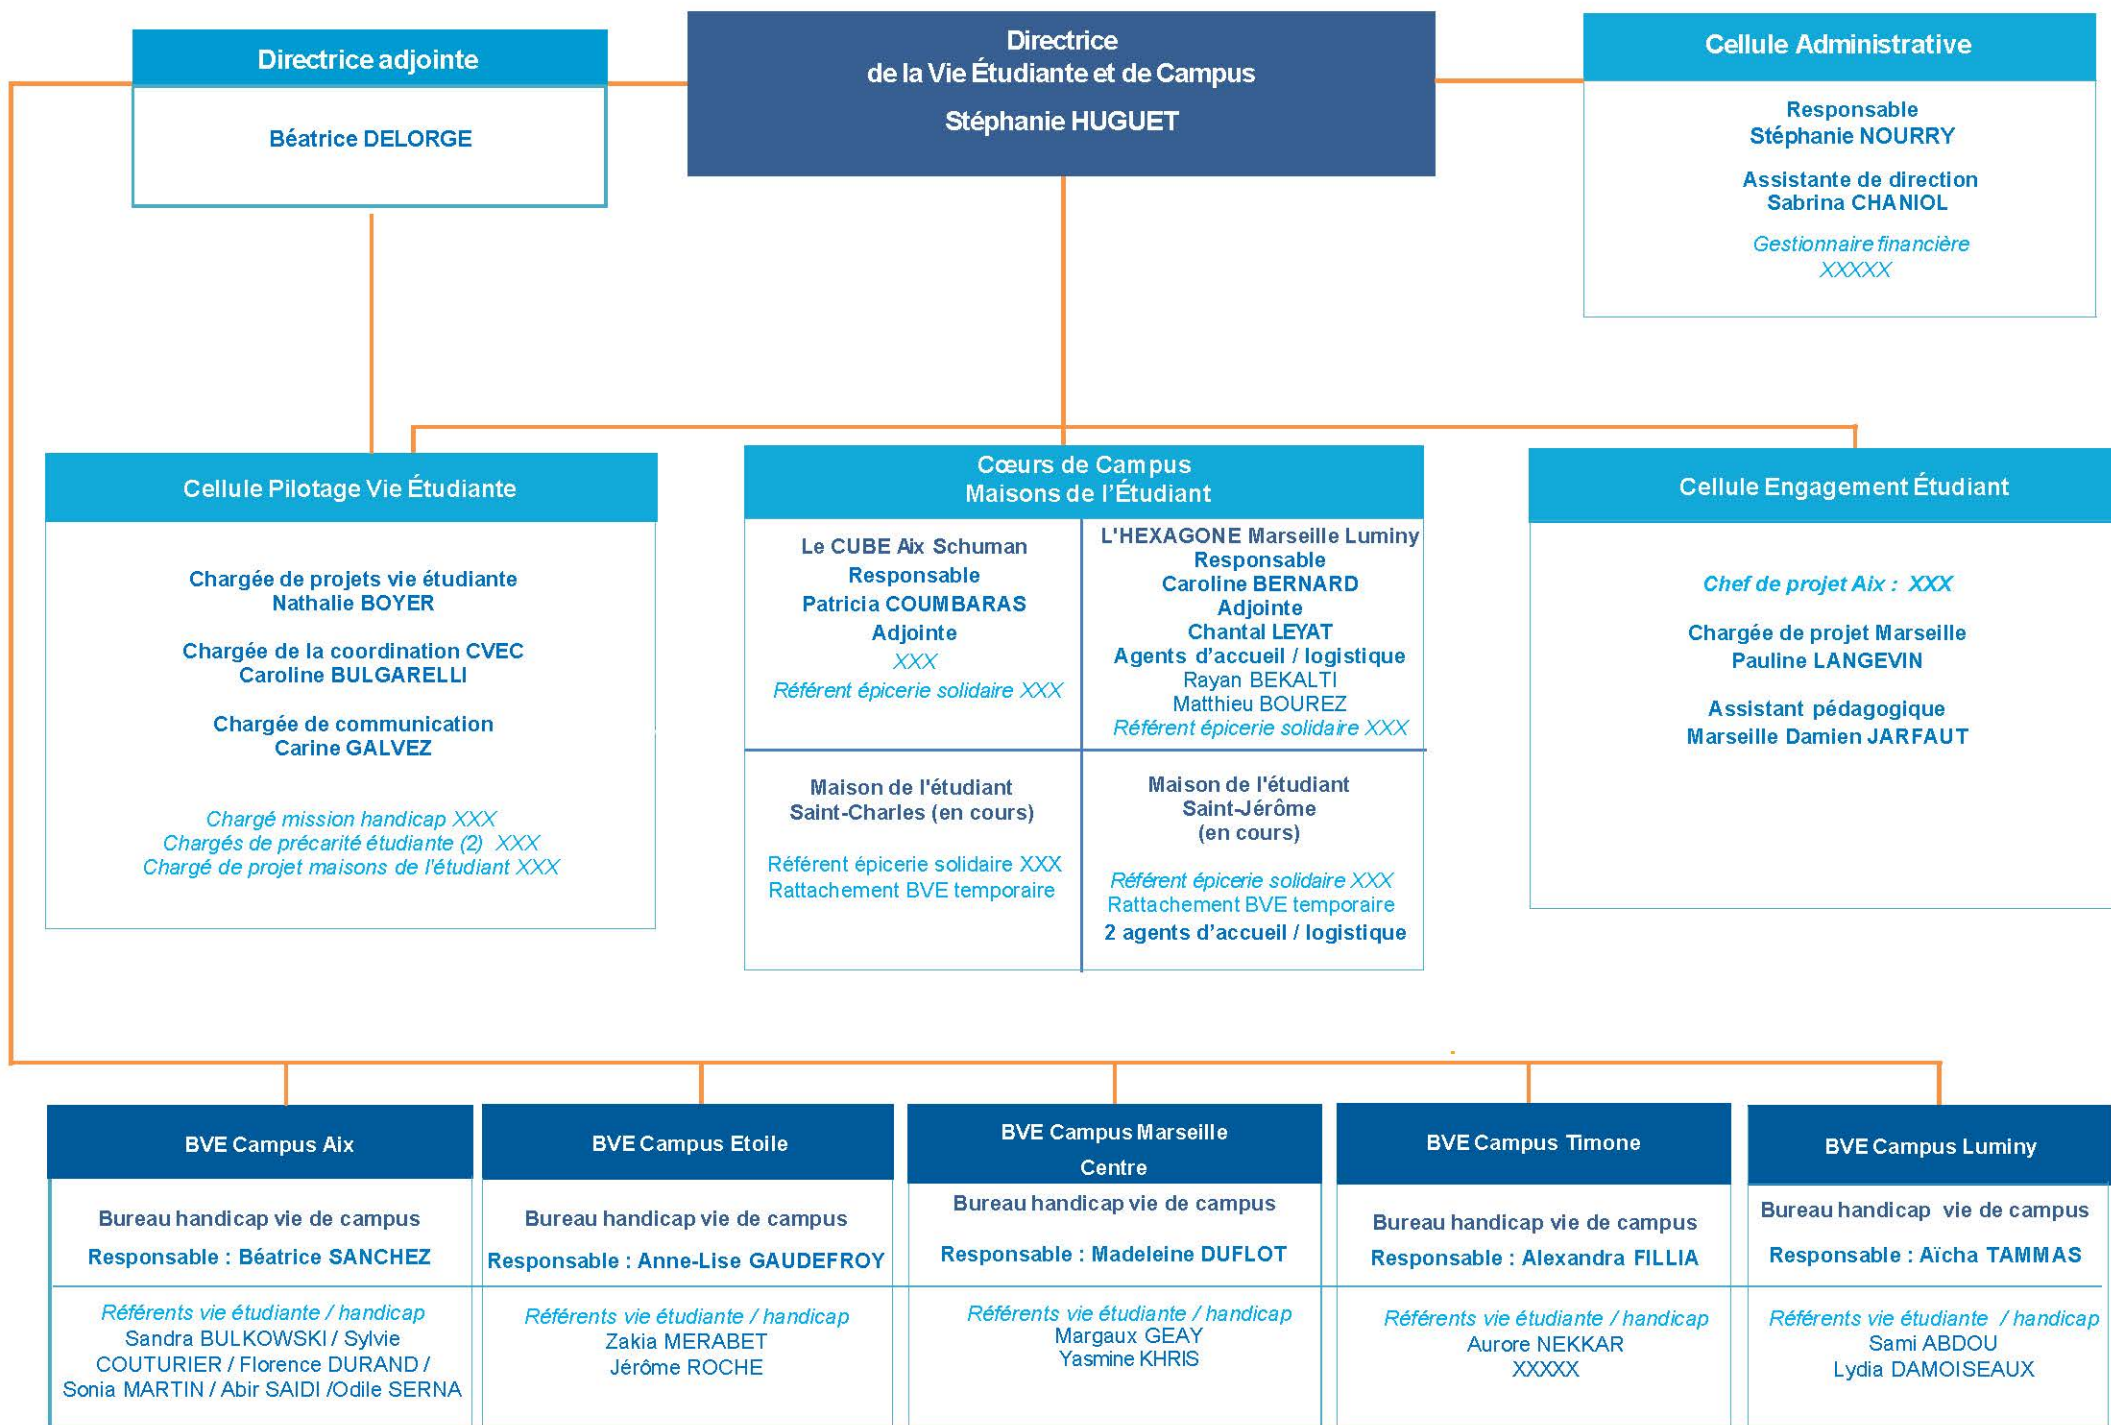 Directrice adjointe
Béatrice DELORGE
Directrice
de la Vie Étudiante et de Campus
Stéphanie HUGUET
Cellule Administrative
Responsable
Stéphanie NOURRY
Assistante de direction
Sabrina CHANIOL
Gestionnaire financière
XXXXX
Cellule Pilotage Vie Étudiante
Chargée de projets vie étudiante
Nathalie BOYER
Chargée de la coordination CVEC
Caroline BULGARELLI
Chargée de communication
Carine GALVEZ
Chargé mission handicap XXX
Chargés de précarité étudiante (2) XXX
Chargé de projet maisons de l'étudiant XXX
Cœurs de Campus
Maisons de l'Étudiant
Le CUBE Aix Schuman
Responsable
Patricia COUMBARAS
Adjointe
XXX
Référent épicerie solidaire XXX
L'HEXAGONE Marseille Luminy
Responsable
Caroline BERNARD
Adjointe
Chantal LEYAT
Agents d'accueil / logistique
Rayan BEKALTI
Matthieu BOUREZ
Référent épicerie solidaire XXX
Maison de l'étudiant
Saint-Charles (en cours)
Référent épicerie solidaire XXX
Rattachement BVE temporaire
Maison de l'étudiant
Saint-Jérôme
(en cours)
Référent épicerie solidaire XXX
Rattachement BVE temporaire
2 agents d'accueil / logistique
Cellule Engagement Étudiant
Chef de projet Aix : XXX
Chargée de projet Marseille
Pauline LANGEVIN
Assistant pédagogique
Marseille Damien JARFAUT
BVE Campus Aix
Bureau handicap vie de campus
Responsable : Béatrice SANCHEZ
Référents vie étudiante / handicap
Sandra BULKOWSKI / Sylvie
COUTURIER / Florence DURAND /
Sonia MARTIN / Abir SAIDI /Odile SERNA
BVE Campus Etoile
Bureau handicap vie de campus
Responsable : Anne-Lise GAUDEFROY
Référents vie étudiante / handicap
Zakia MERABET
Jérôme ROCHE
BVE Campus Marseille
Centre
Bureau handicap vie de campus
Responsable : Madeleine DUFLOT
Référents vie étudiante / handicap
Margaux GEAY
Yasmine KHRIS
BVE Campus Timone
Bureau handicap vie de campus
Responsable : Alexandra FILLIA
Référents vie étudiante / handicap
Aurore NEKKAR
XXXXX
BVE Campus Luminy
Bureau handicap vie de campus
Responsable : Aïcha TAMMAS
Référents vie étudiante / handicap
Sami ABDOU
Lydia DAMOISEAUX